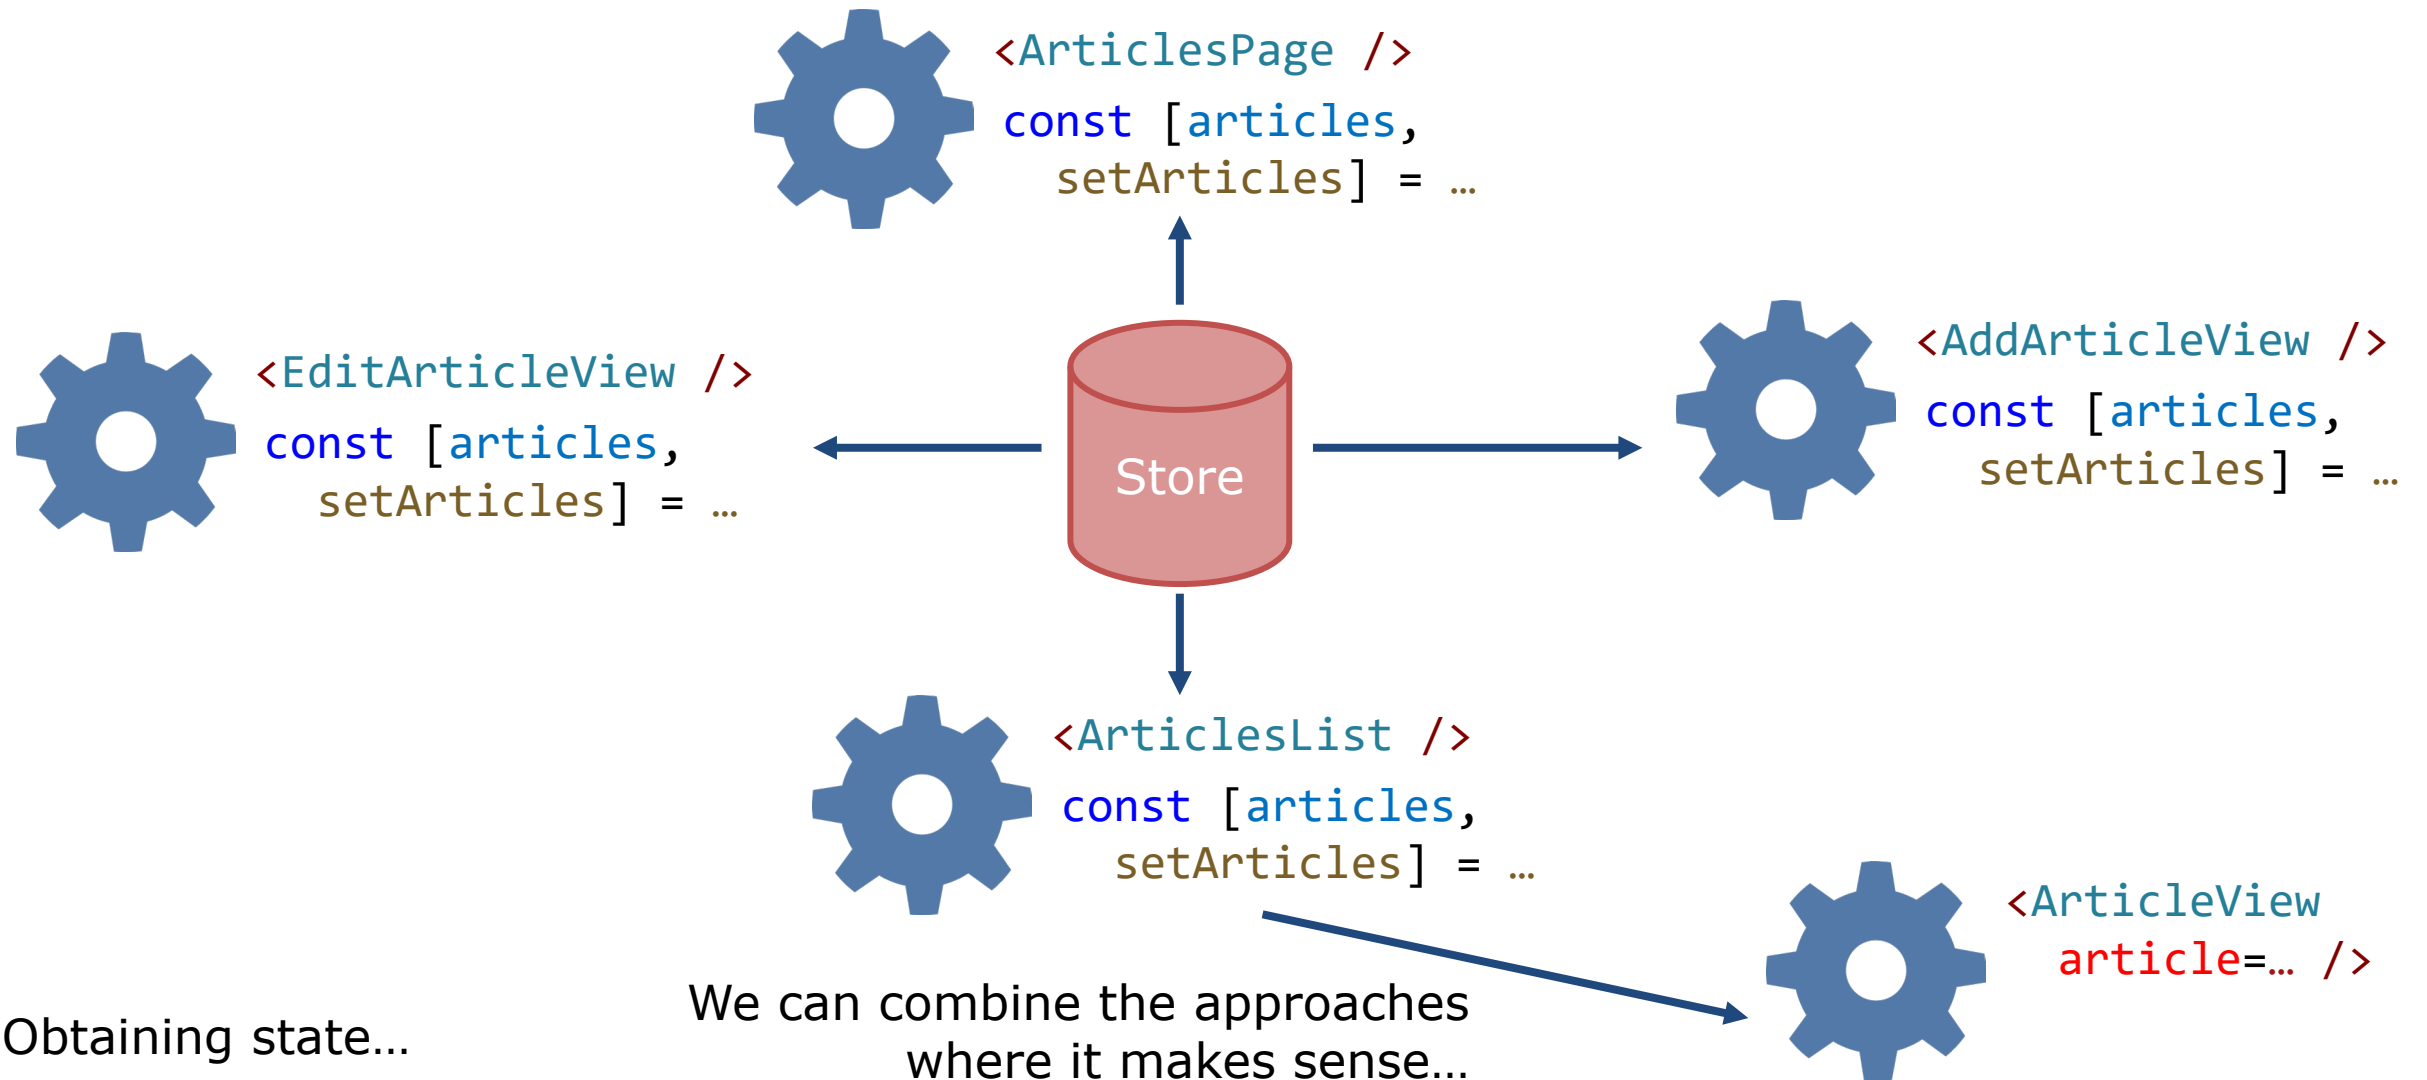 <ArticlesPage />
const [articles,
setArticles] = …
<EditArticleView />
const [articles,
setArticles] = …
Store
<AddArticleView />
const [articles,
setArticles] = …
<ArticlesList />
const [articles,
setArticles] = …
<ArticleView
article=… />
We can combine the approaches
where it makes sense…
Obtaining state…